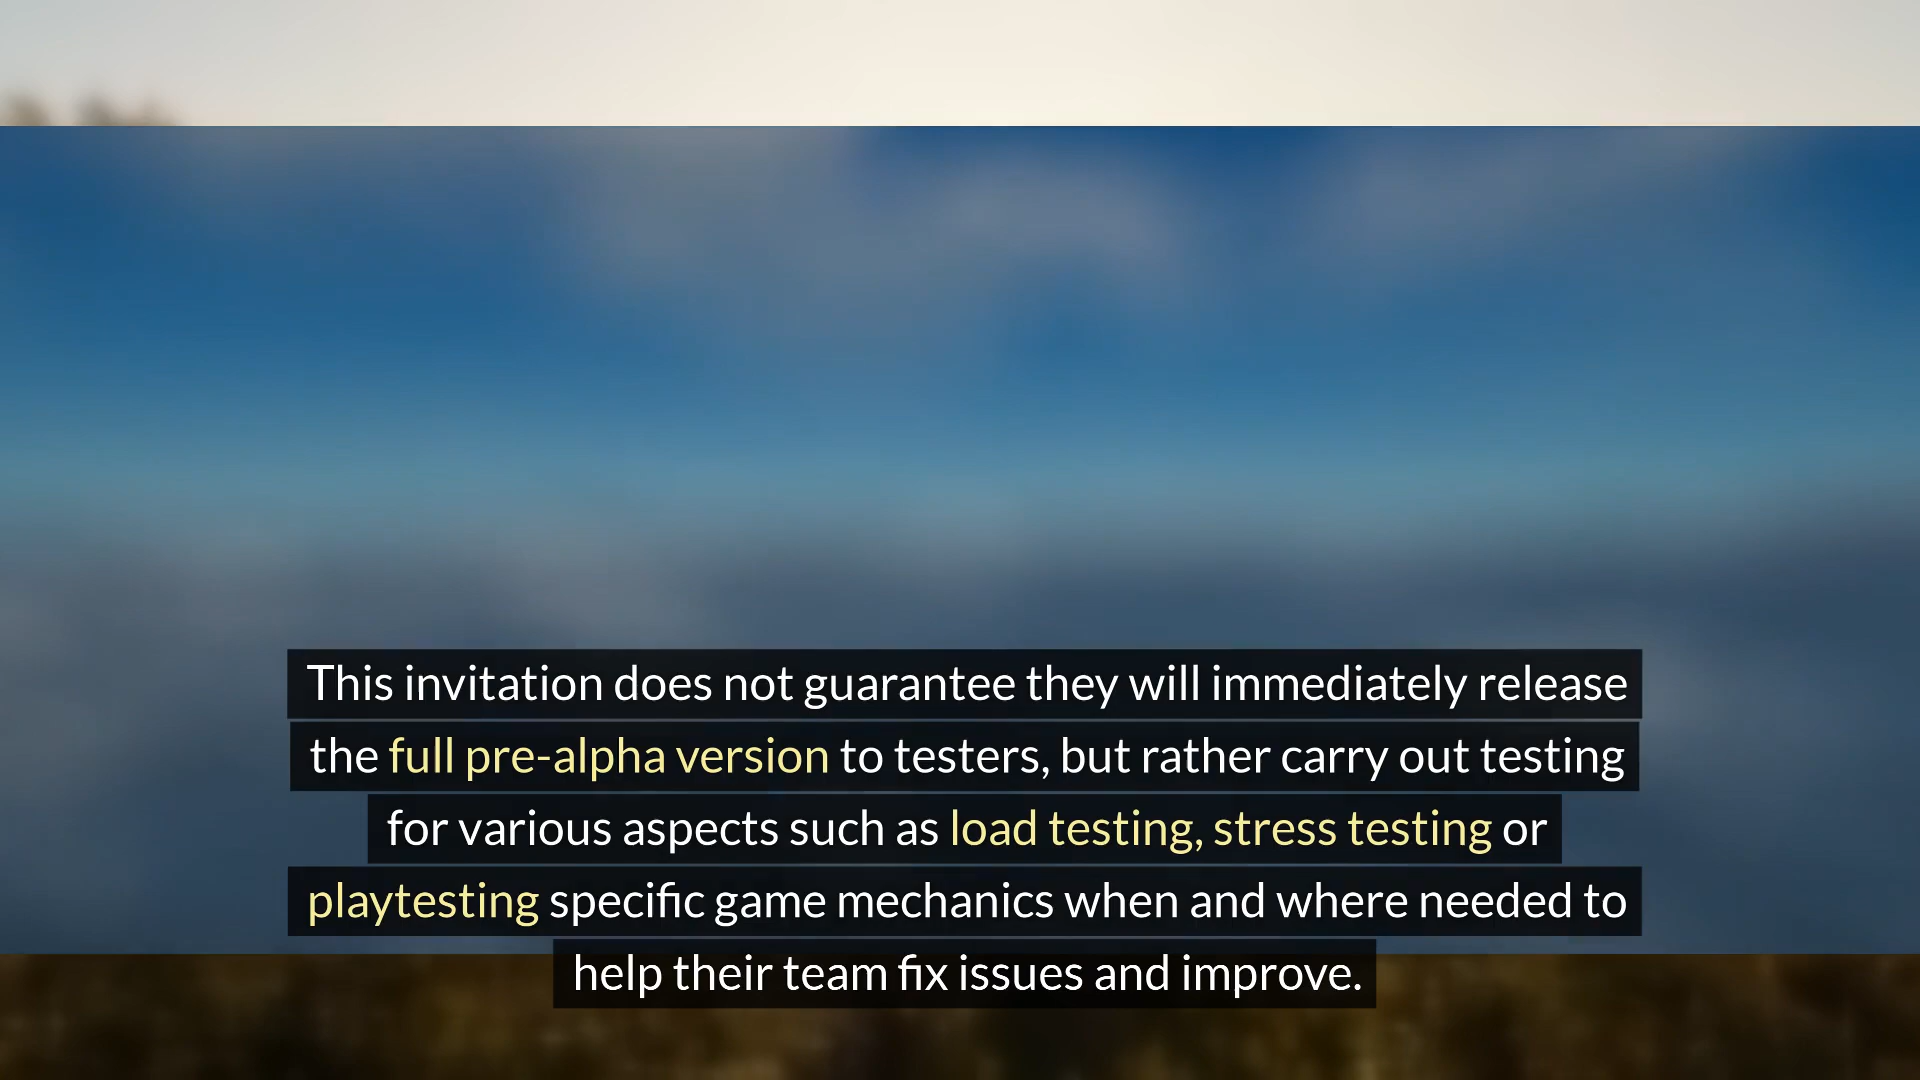 This invitation does not guarantee they will immediately release
the full pre-alpha version to testers, but rather carry out testing
for various aspects such as load testing, stress testing or
playtesting specific game mechanics when and where needed to
help their team fix issues and improve.